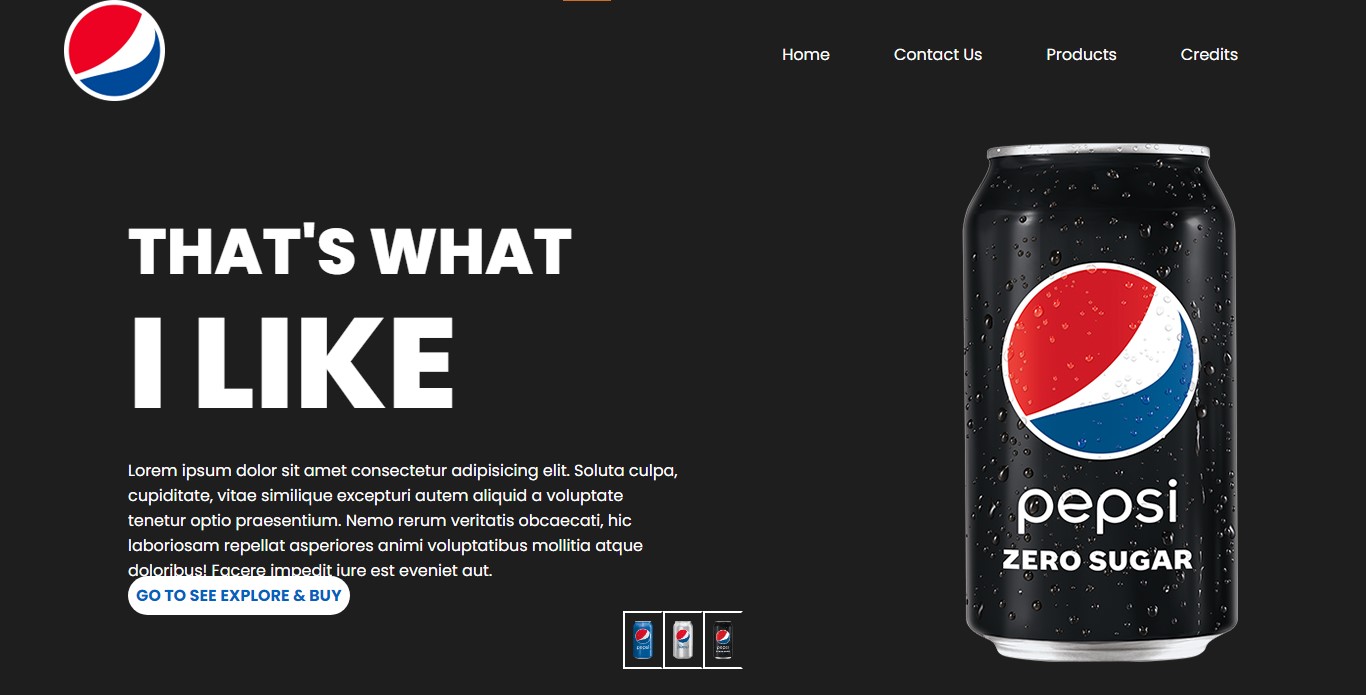 Home Contact Us Products Credits
THAT'S WHAT
I LIKE
Lorem ipsum dolor sit amet consectetur adipisicing elit. Soluta culpa,
cupiditate, vitae similique excepturi autem aliquid a voluptate
tenetur optio praesentium. Nemo rerum veritatis obcaecati, hic
laboriosam repellat asperiores animi voluptatibus mollitia atque
doloribus! Facere impedit iure est eveniet aut.
GO TO SEE EXPLORE & BUY
pepsi
ZERO SUGAR